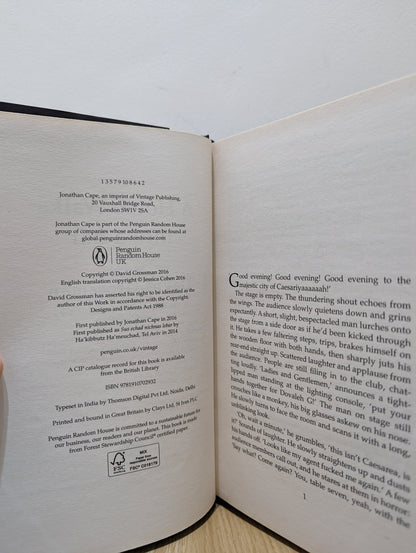 1 3 5 7 9 10 8 6 4 2
Jonathan Cape, an imprint of Vintage Publishing,
20 Vauxhall Bridge Road,
London SW1V 2SA
Jonathan Cape is part of the Penguin Random House
group of companies whose addresses can be found at
global.penguinrandomhouse.com.
Penguin
Random House
UK
Copyright © David Grossman 2016
English translation copyright © Jessica Cohen 2016
David Grossman has asserted his right to be identified as the
author of this Work in accordance with the Copyright,
Designs and Patents Act 1988
First published by Jonathan Cape in 2016
First published as Sus echad nichnas lebar by
Ha'kibbutz Ha'meuchad, Tel Aviv in 2014
penguin.co.uk/vintage
A CIP catalogue record for this book is available
from the British Library
ISBN 9781910702932
Typeset in India by Thomson Digital Pvt Ltd, Noida, Delhi
Printed and bound in Great Britain by Clays Ltd, St Ives PLC
Penguin Random House is committed to a sustainable future for
our business, our readers and our planet. This book is made
from Forest Stewardship Council® certified paper.
FSC
MIX
Paper from
responsible sources
FSC® C018179
Good evening! Good evening! Good evening to the
majestic city of Caesariyaaaaaah!'
The stage is empty. The thundering shout echoes from
the wings. The audience slowly quietens down and grins
expectantly. A short, slight, bespectacled man lurches onto
the stage from a side door as if he'd been kicked through
it. He takes a few faltering steps, trips, brakes himself on
the wooden floor with both hands, then sharply juts his
rear-end straight up. Scattered laughter and applause from
the audience. People are still filing in to the club, chat-
ting loudly. 'Ladies and Gentlemen,' announces a tight-
lipped man standing at the lighting console, 'put your
hands together for Dovaleh G!' The man on stage still
crouches like a monkey, his big glasses askew on his nose.
He slowly turns to face the room and scans it with a long,
unblinking look.
'Oh, wait a minute,' he grumbles, 'this isn't Caesarea, is
it?' Sounds of laughter. He slowly straightens up and dusts
his hands off. 'Looks like my agent fucked me again.' A few
audience members call out, and he stares at them in horror:
'Say what? Come again? You, table seven, yeah, with the
1